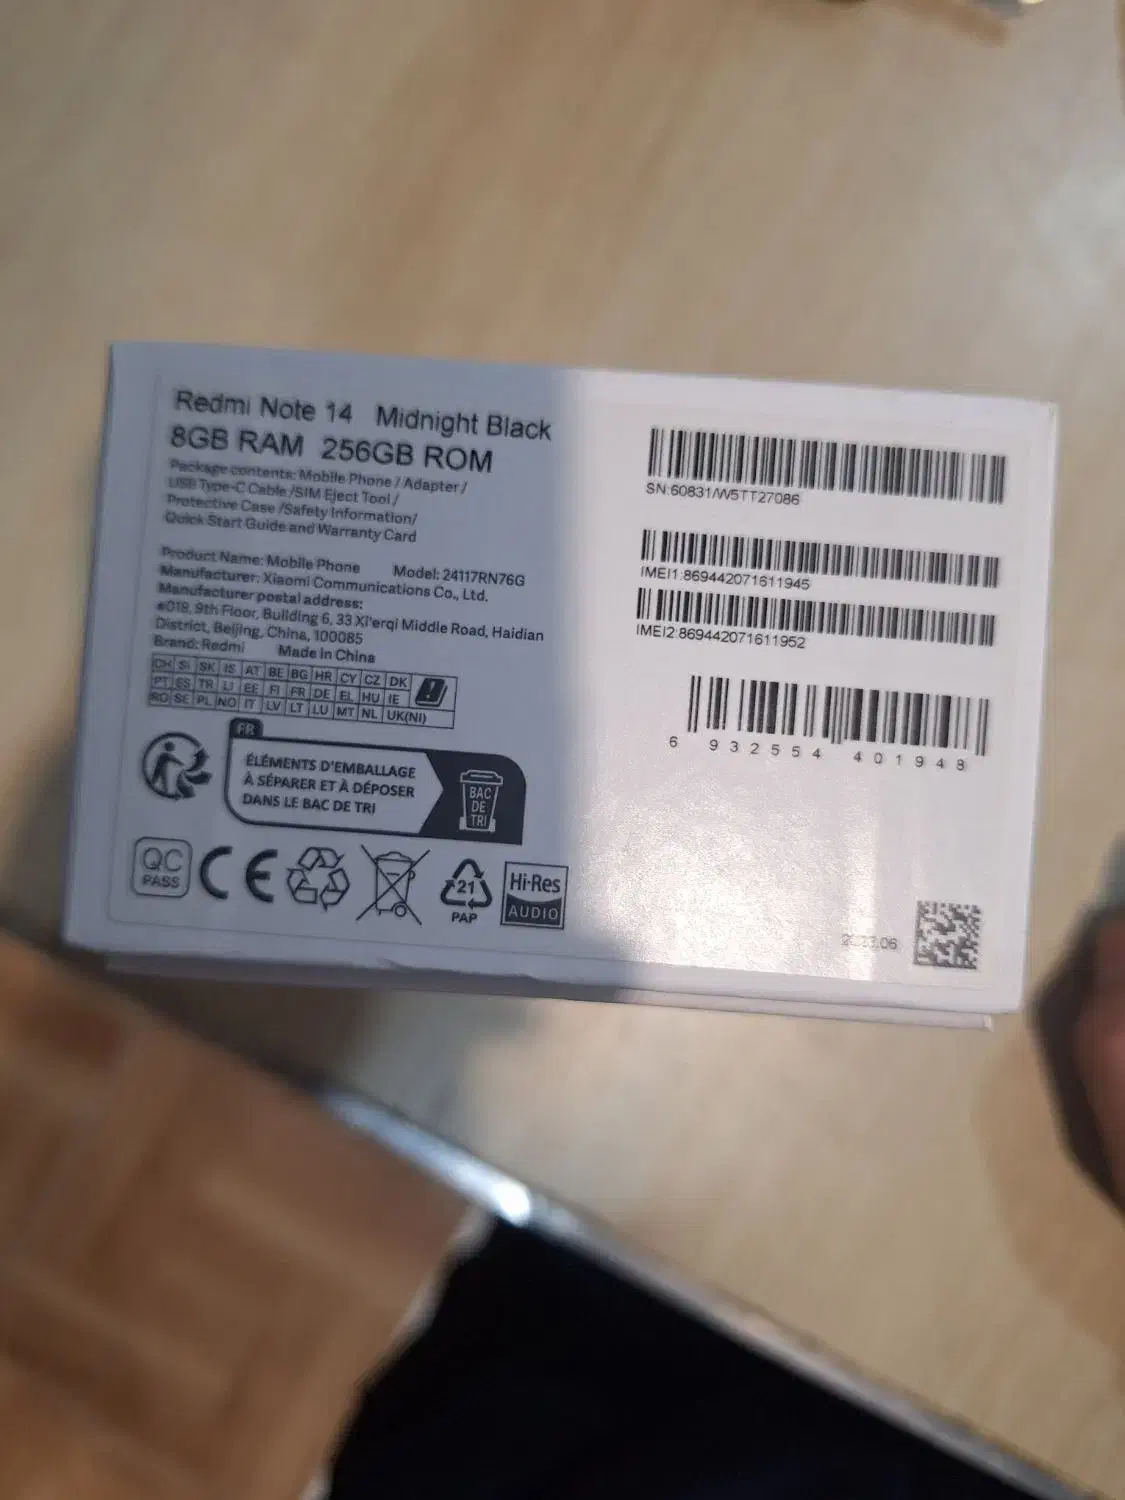 Redmi Note 14 Midnight Black
8GB RAM 256GB ROM
Package contents: Mobile Phone / Adapter /
USB Type-C Cable /SIM Eject Tool /
Protective Case /Safety Information/
Quick Start Guide and Warranty Card
Product Name: Mobile Phone Model: 24117RN76G
Manufacturer: Xiaomi Communications Co., Ltd.
Manufacturer postal address:
#018, 9th Floor, Building 6, 33 Xi'erqi Middle Road, Haidian
District, Beijing, China, 100085
Brand: Redmi Made in China
CH SI SK IS AT BE BG HR CY CZ DK
PT ES TR LI EE FI FR DE EL HU IE
RO SE PL NO IT LV LT LU MT NL UK(NI)
FR
ÉLÉMENTS D'EMBALLAGE
À SÉPARER ET À DÉPOSER
DANS LE BAC DE TRI
BAC
DE
TRI
QC
PASS
CE
21
PAP
Hi-Res
AUDIO
SN:60831/W5TT27086
IMEI1:869442071611945
IMEI2:869442071611952
6 932554 401948